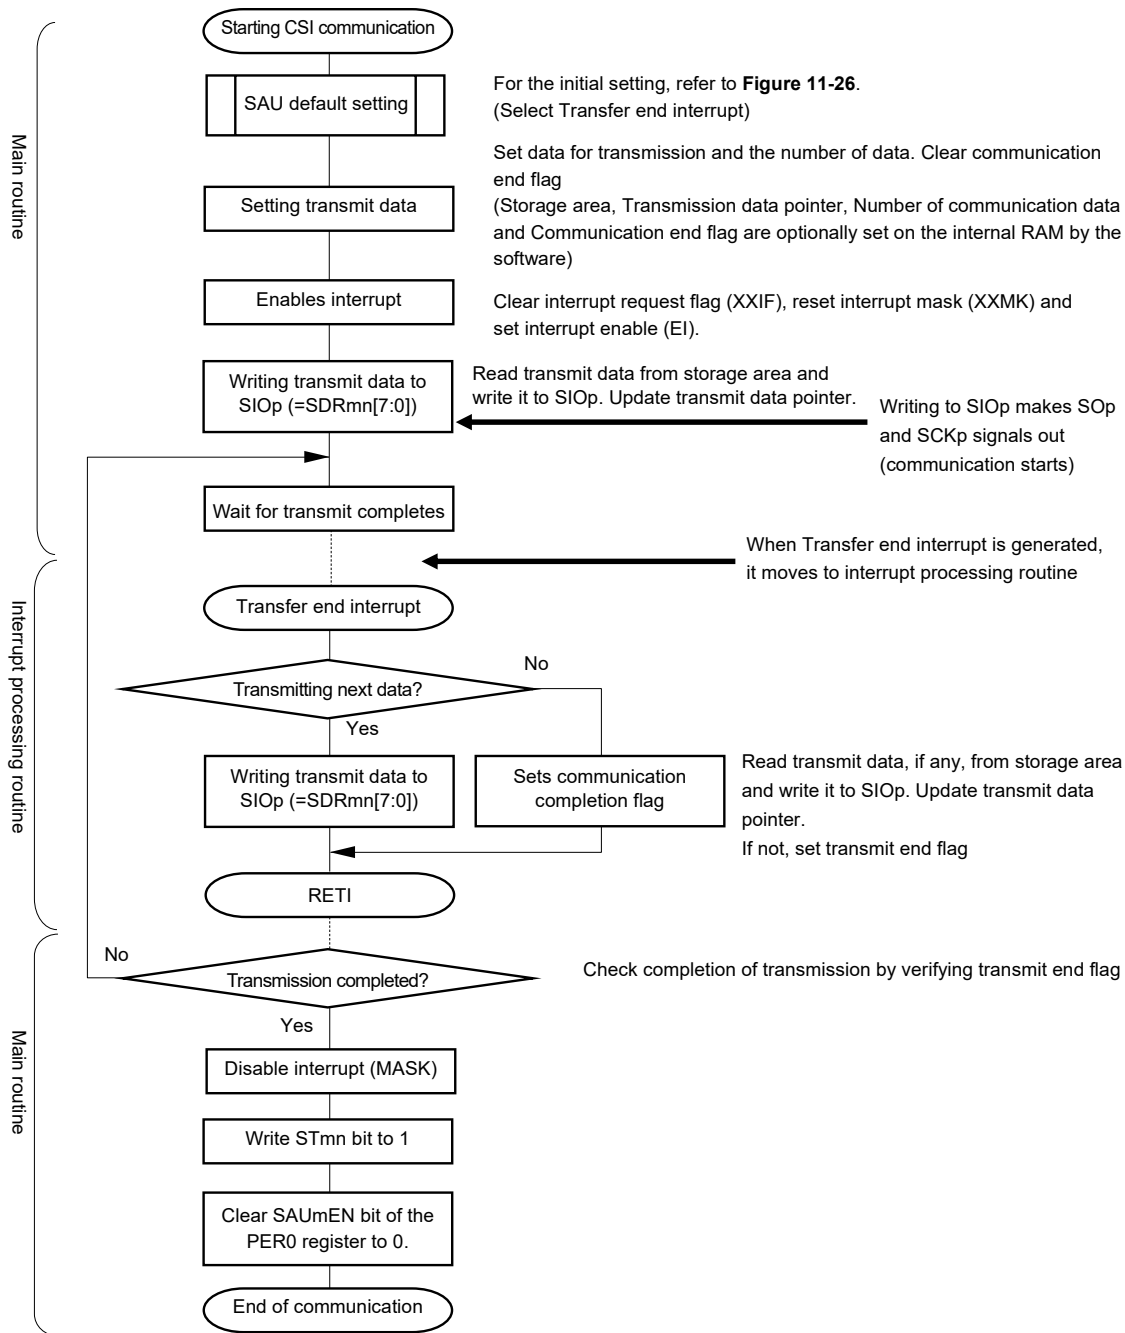 Starting CSI communication
SAU default setting
For the initial setting, refer to Figure 11-26.
(Select Transfer end interrupt)
Main routine
Setting transmit data
Set data for transmission and the number of data. Clear communication
end flag
(Storage area, Transmission data pointer, Number of communication data
and Communication end flag are optionally set on the internal RAM by the
software)
Enables interrupt
Clear interrupt request flag (XXIF), reset interrupt mask (XXMK) and
set interrupt enable (EI).
Writing transmit data to
SIOp (=SDRmn[7:0])
Read transmit data from storage area and
write it to SIOp. Update transmit data pointer.
Writing to SIOp makes SOp
and SCKp signals out
(communication starts)
Wait for transmit completes
When Transfer end interrupt is generated,
it moves to interrupt processing routine
Interrupt processing routine
Transfer end interrupt
Transmitting next data?
No
Yes
Writing transmit data to
SIOp (=SDRmn[7:0])
Sets communication
completion flag
Read transmit data, if any, from storage area
and write it to SIOp. Update transmit data
pointer.
If not, set transmit end flag
RETI
Main routine
No
Transmission completed?
Check completion of transmission by verifying transmit end flag
Yes
Disable interrupt (MASK)
Write STmn bit to 1
Clear SAUmEN bit of the
PER0 register to 0.
End of communication